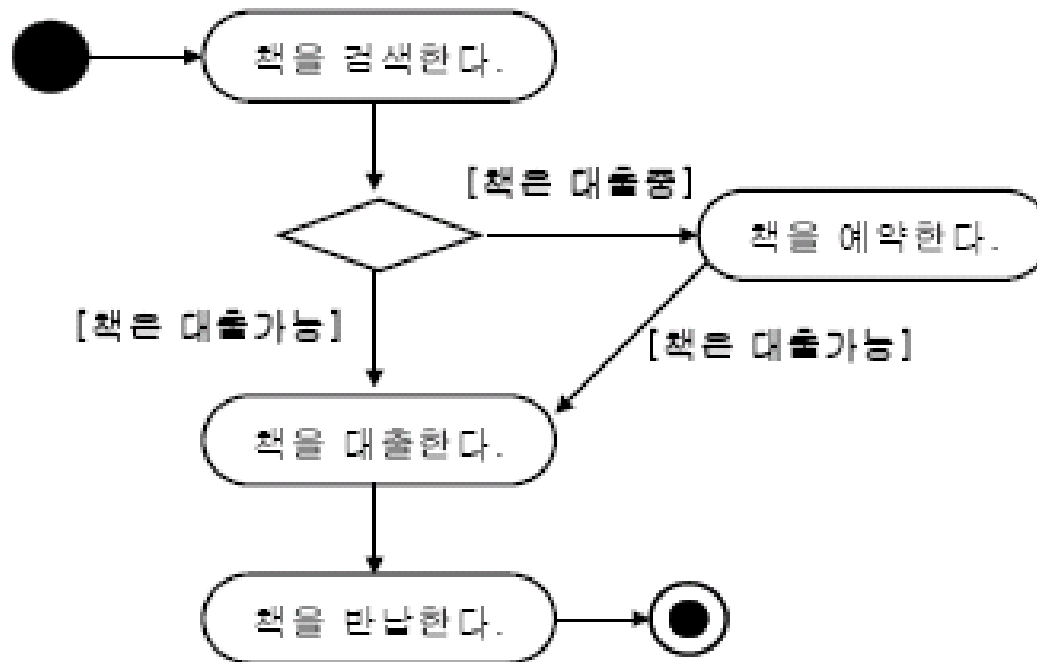 책을 검색한다.
[책은 대출중]
책을 예약한다.
[책은 대출가능]
[책은 대출가능]
책을 대출한다.
책을 반납한다.